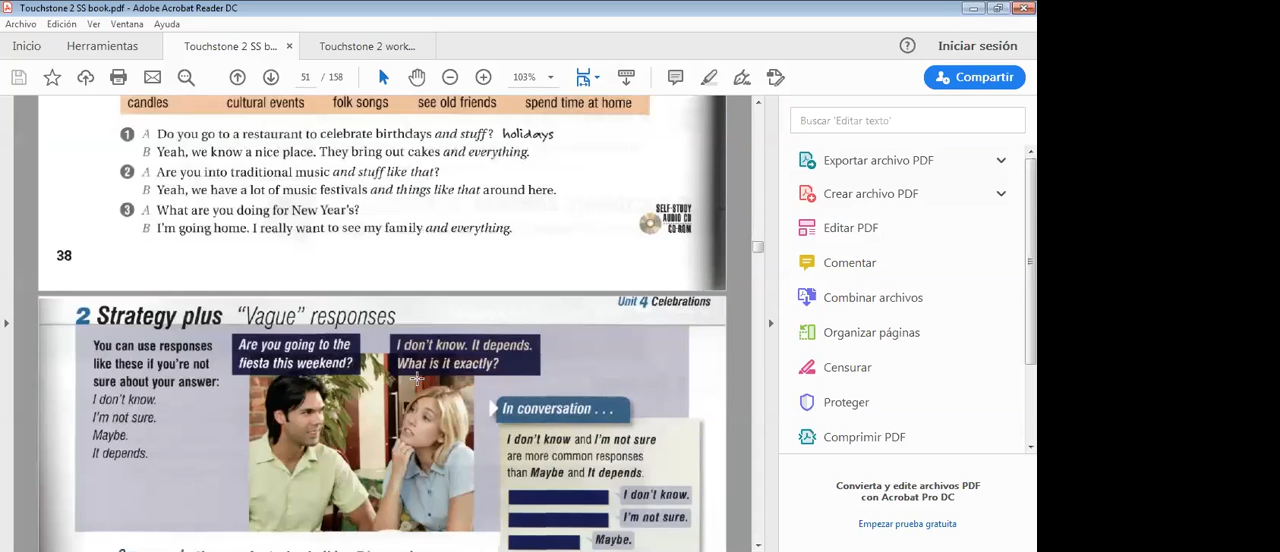 Touchstone 2 SS book.pdf - Adobe Acrobat Reader DC
Archivo Edición Ver Ventana Ayuda
Inicio Herramientas Touchstone 2 SS b... × Touchstone 2 work... Iniciar sesión
51 / 158 103% Compartir
candles cultural events folk songs see old friends spend time at home
1 A Do you go to a restaurant to celebrate birthdays and stuff? holidays
B Yeah, we know a nice place. They bring out cakes and everything.
2 A Are you into traditional music and stuff like that?
B Yeah, we have a lot of music festivals and things like that around here.
3 A What are you doing for New Year's?
B I'm going home. I really want to see my family and everything.
SELF-STUDY
AUDIO CD
CD-ROM
38
Unit 4 Celebrations
2 Strategy plus "Vague" responses
You can use responses
like these if you're not
sure about your answer:
I don't know.
I'm not sure.
Maybe.
It depends.
Are you going to the
fiesta this weekend?
I don't know. It depends.
What is it exactly?
In conversation . . .
I don't know and I'm not sure
are more common responses
than Maybe and It depends.
I don't know.
I'm not sure.
Maybe.
Buscar 'Editar texto'
Exportar archivo PDF
Crear archivo PDF
Editar PDF
Comentar
Combinar archivos
Organizar páginas
Censurar
Proteger
Comprimir PDF
Convierta y edite archivos PDF
con Acrobat Pro DC
Empezar prueba gratuita